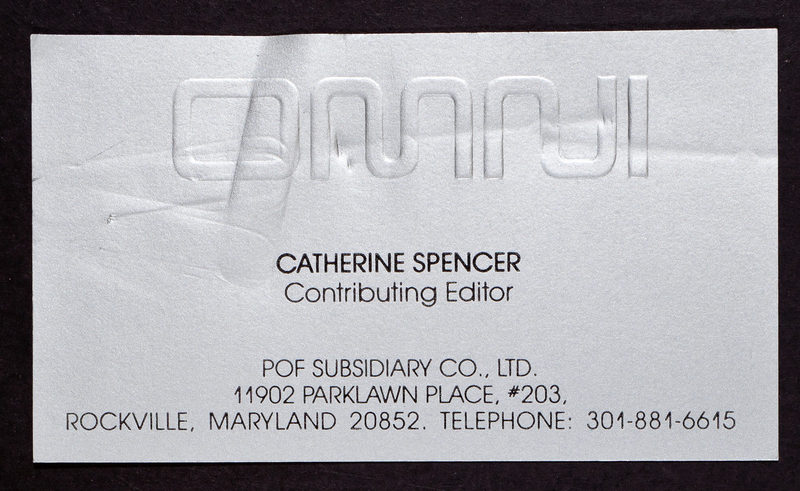 OMNI
CATHERINE SPENCER
Contributing Editor
POF SUBSIDIARY CO., LTD.
11902 PARKLAWN PLACE, #203,
ROCKVILLE, MARYLAND 20852. TELEPHONE: 301-881-6615